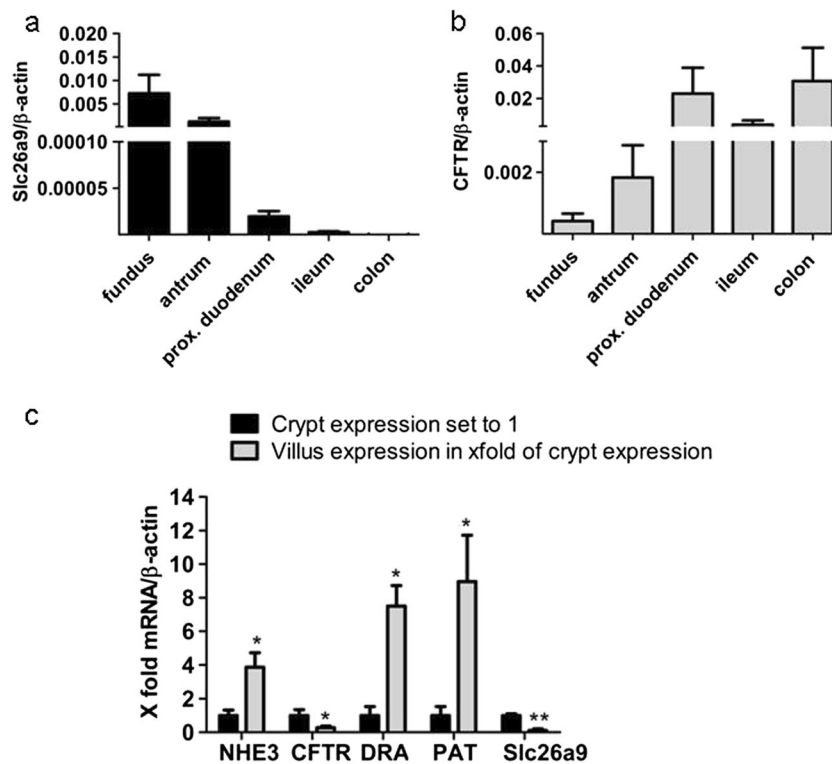 a
Slc26a9/β-actin
0.020
0.015
0.010
0.005
0.00010
0.00005
fundus
antrum
prox. duodenum
ileum
colon
b
CFTR/β-actin
0.06
0.04
0.02
0.002
fundus
antrum
prox. duodenum
ileum
colon
c
Crypt expression set to 1
Villus expression in xfold of crypt expression
X fold mRNA/β-actin
14
12
10
8
6
4
2
0
*
*
*
*
**
NHE3 CFTR DRA PAT Slc26a9